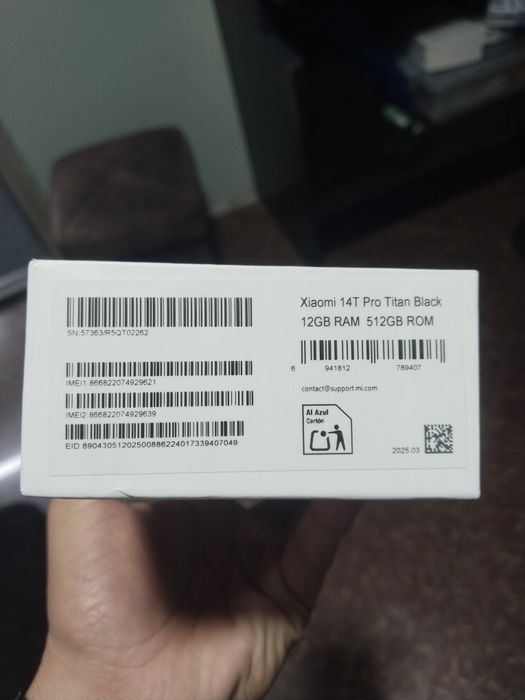 SN:57363/R5QT02262
IMEI1:866822074929621
IMEI2:866822074929639
EID:89043051202500886224017339407049
Xiaomi 14T Pro Titan Black
12GB RAM 512GB ROM
6 941812 789407
contact@support.mi.com
Al Azul
Cartón
2025.03